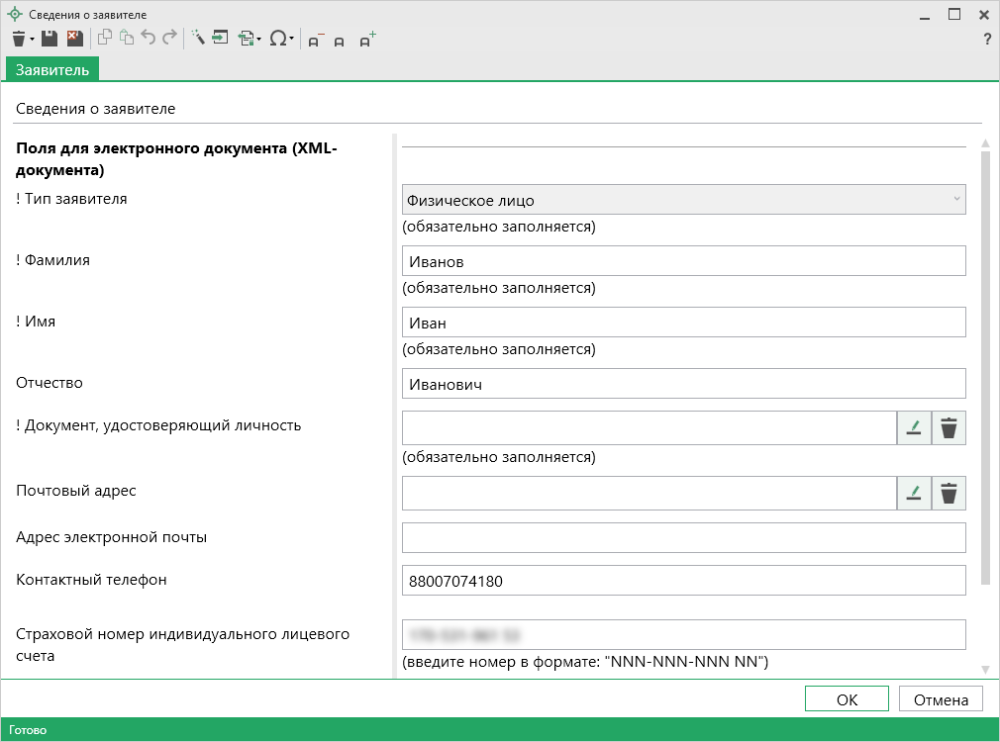 Сведения о заявителе
?
Заявитель
Сведения о заявителе
Поля для электронного документа (XML-
документа)
! Тип заявителя
Физическое лицо
(обязательно заполняется)
! Фамилия
Иванов
(обязательно заполняется)
! Имя
Иван
(обязательно заполняется)
Отчество
Иванович
! Документ, удостоверяющий личность
(обязательно заполняется)
Почтовый адрес
Адрес электронной почты
Контактный телефон
88007074180
Страховой номер индивидуального лицевого
счета
(введите номер в формате: "NNN-NNN-NNN NN")
ОК
Отмена
Готово